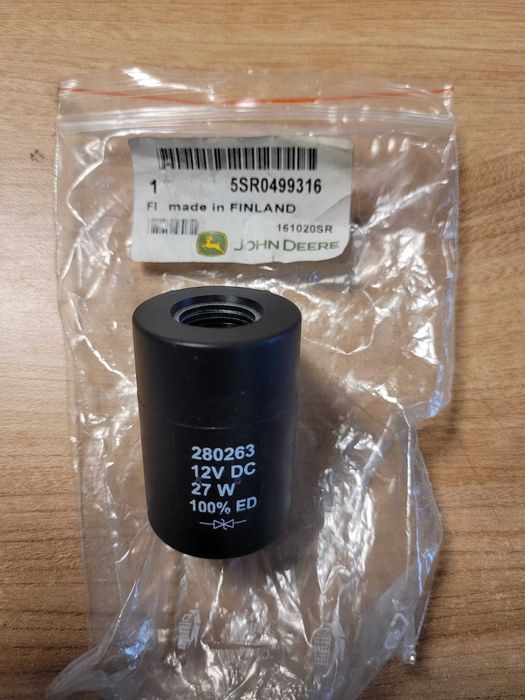 1 5SR0499316
FI made in FINLAND
161020SR
JOHN DEERE
280263
12V DC
27 W
100% ED